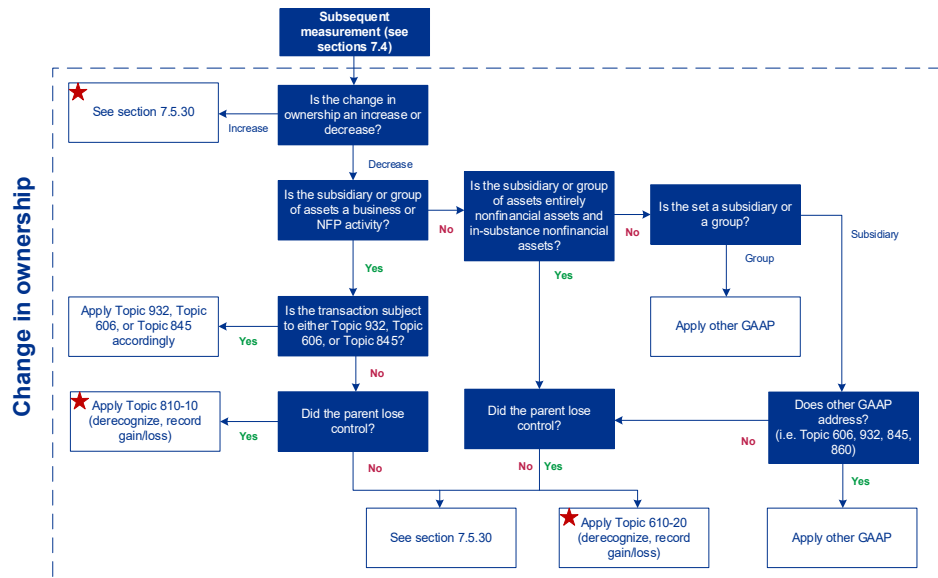 Subsequent
measurement (see
sections 7.4)
Change in ownership
See section 7.5.30
Increase
Is the change in
ownership an increase or
decrease?
Decrease
Is the subsidiary or group
of assets a business or
NFP activity?
No
Is the subsidiary or group
of assets entirely
nonfinancial assets and
in-substance nonfinancial
assets?
No
Is the set a subsidiary or
a group?
Subsidiary
Group
Yes
Yes
Apply Topic 932, Topic
606, or Topic 845
accordingly
Yes
Is the transaction subject
to either Topic 932, Topic
606, or Topic 845?
Apply other GAAP
No
Apply Topic 810-10
(derecognize, record
gain/loss)
Yes
Did the parent lose
control?
Did the parent lose
control?
No
Does other GAAP
address?
(i.e. Topic 606, 932, 845,
860)
No
No Yes
Yes
See section 7.5.30
Apply Topic 610-20
(derecognize, record
gain/loss)
Apply other GAAP